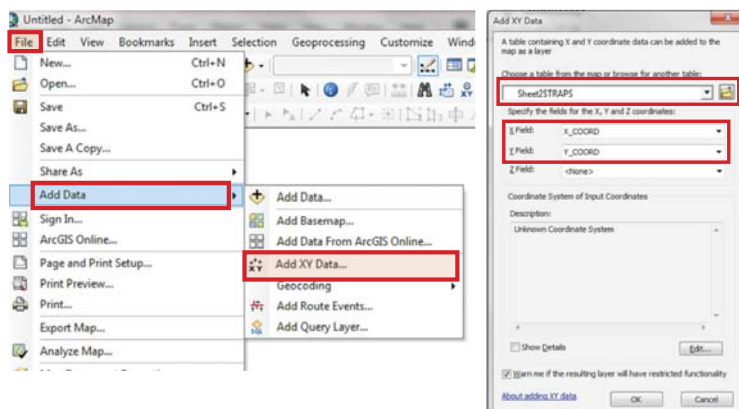 Untitled - ArcMap
File Edit View Bookmarks Insert Selection Geoprocessing Customize Wind
New... Ctrl+N
Open... Ctrl+O
Save Ctrl+S
Save As...
Save A Copy...
Share As
Add Data
Sign In...
ArcGIS Online...
Page and Print Setup...
Print Preview...
Print...
Export Map...
Analyze Map...
Add Data...
Add Basemap...
Add Data From ArcGIS Online...
Add XY Data...
Geocoding
Add Route Events...
Add Query Layer...
Add XY Data
A table containing X and Y coordinate data can be added to the
map as a layer
Choose a table from the map or browse for another table:
Sheet2STRAPS
Specify the fields for the X, Y and Z coordinates:
X Field: X_COORD
Y Field: Y_COORD
Z Field: <None>
Coordinate System of Input Coordinates
Description:
Unknown Coordinate System
Show Details
Edit...
Warn me if the resulting layer will have restricted functionality
About adding XY data
OK Cancel